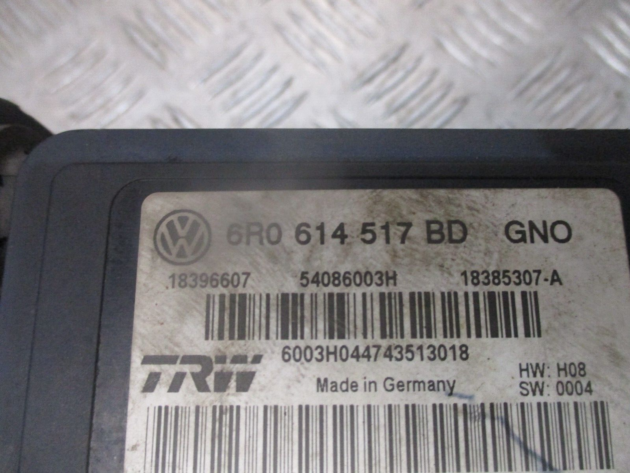 6R0 614 517 BD GNO
18396607 54086003H 18385307-A
6003H044743513018
TRW Made in Germany HW: H08
SW: 0004